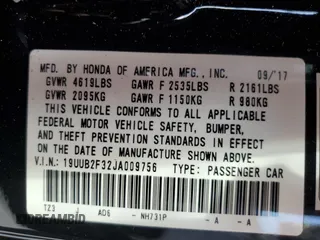 MFD. BY HONDA OF AMERICA MFG., INC. 09/17
GVWR 4619LBS GAWR F 2535LBS R 2161LBS
GVWR 2095KG GAWR F 1150KG R 980KG
THIS VEHICLE CONFORMS TO ALL APPLICABLE
FEDERAL MOTOR VEHICLE SAFETY, BUMPER,
AND THEFT PREVENTION STANDARDS IN EFFECT
ON THE DATE OF MANUFACTURE SHOWN ABOVE.
V.I.N.: 19UUB2F32JA009756 TYPE: PASSENGER CAR
TZ3 J AD6 - NH731P - A - A